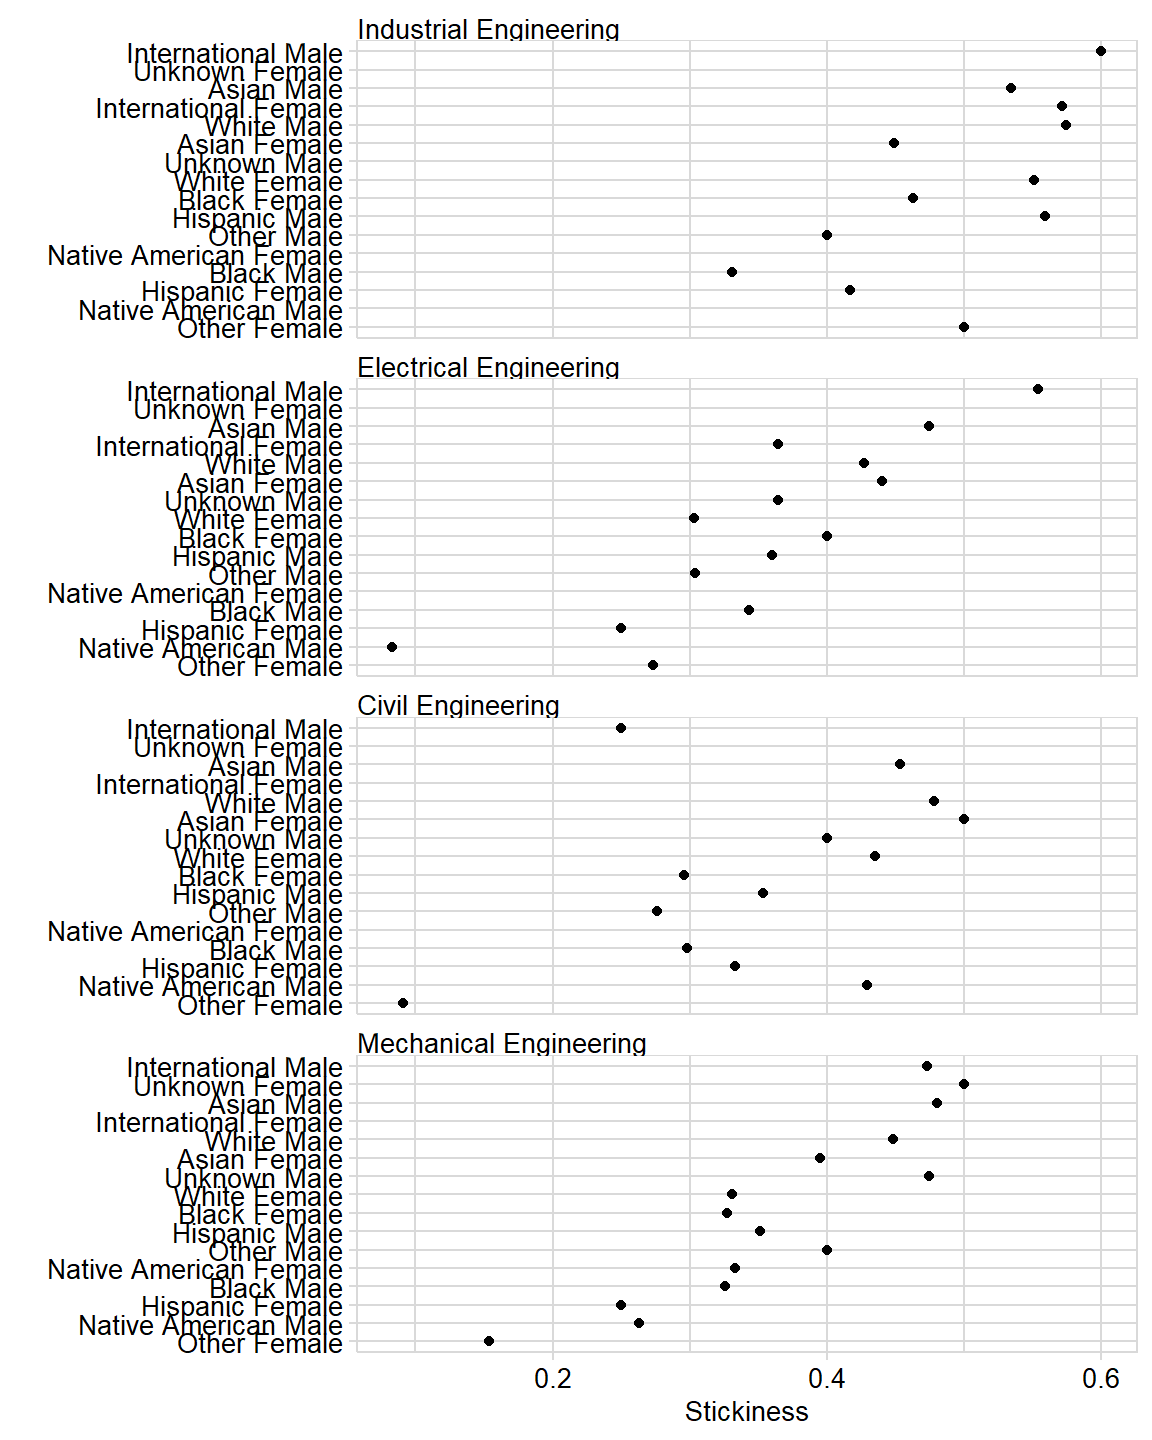 Industrial Engineering
International Male
Unknown Female
Asian Male
International Female
White Male
Asian Female
Unknown Male
White Female
Black Female
Hispanic Male
Other Male
Native American Female
Black Male
Hispanic Female
Native American Male
Other Female
Electrical Engineering
International Male
Unknown Female
Asian Male
International Female
White Male
Asian Female
Unknown Male
White Female
Black Female
Hispanic Male
Other Male
Native American Female
Black Male
Hispanic Female
Native American Male
Other Female
Civil Engineering
International Male
Unknown Female
Asian Male
International Female
White Male
Asian Female
Unknown Male
White Female
Black Female
Hispanic Male
Other Male
Native American Female
Black Male
Hispanic Female
Native American Male
Other Female
Mechanical Engineering
International Male
Unknown Female
Asian Male
International Female
White Male
Asian Female
Unknown Male
White Female
Black Female
Hispanic Male
Other Male
Native American Female
Black Male
Hispanic Female
Native American Male
Other Female
0.2 0.4 0.6
Stickiness